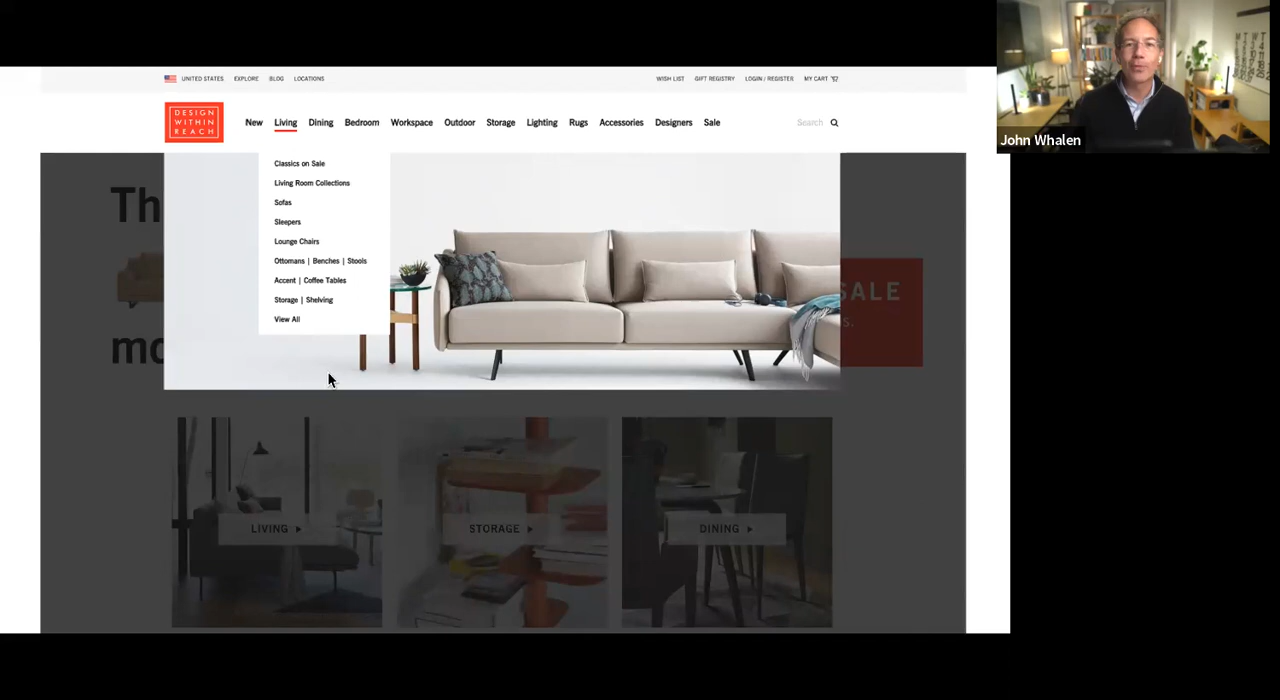 UNITED STATES EXPLORE BLOG LOCATIONS WISH LIST GIFT REGISTRY LOGIN / REGISTER MY CART
DESIGN
WITHIN
REACH
New Living Dining Bedroom Workspace Outdoor Storage Lighting Rugs Accessories Designers Sale Search
John Whalen
Classics on Sale
Living Room Collections
Sofas
Sleepers
Lounge Chairs
Ottomans | Benches | Stools
Accent | Coffee Tables
Storage | Shelving
View All
Th
SALE
S.
mo
LIVING
STORAGE
DINING